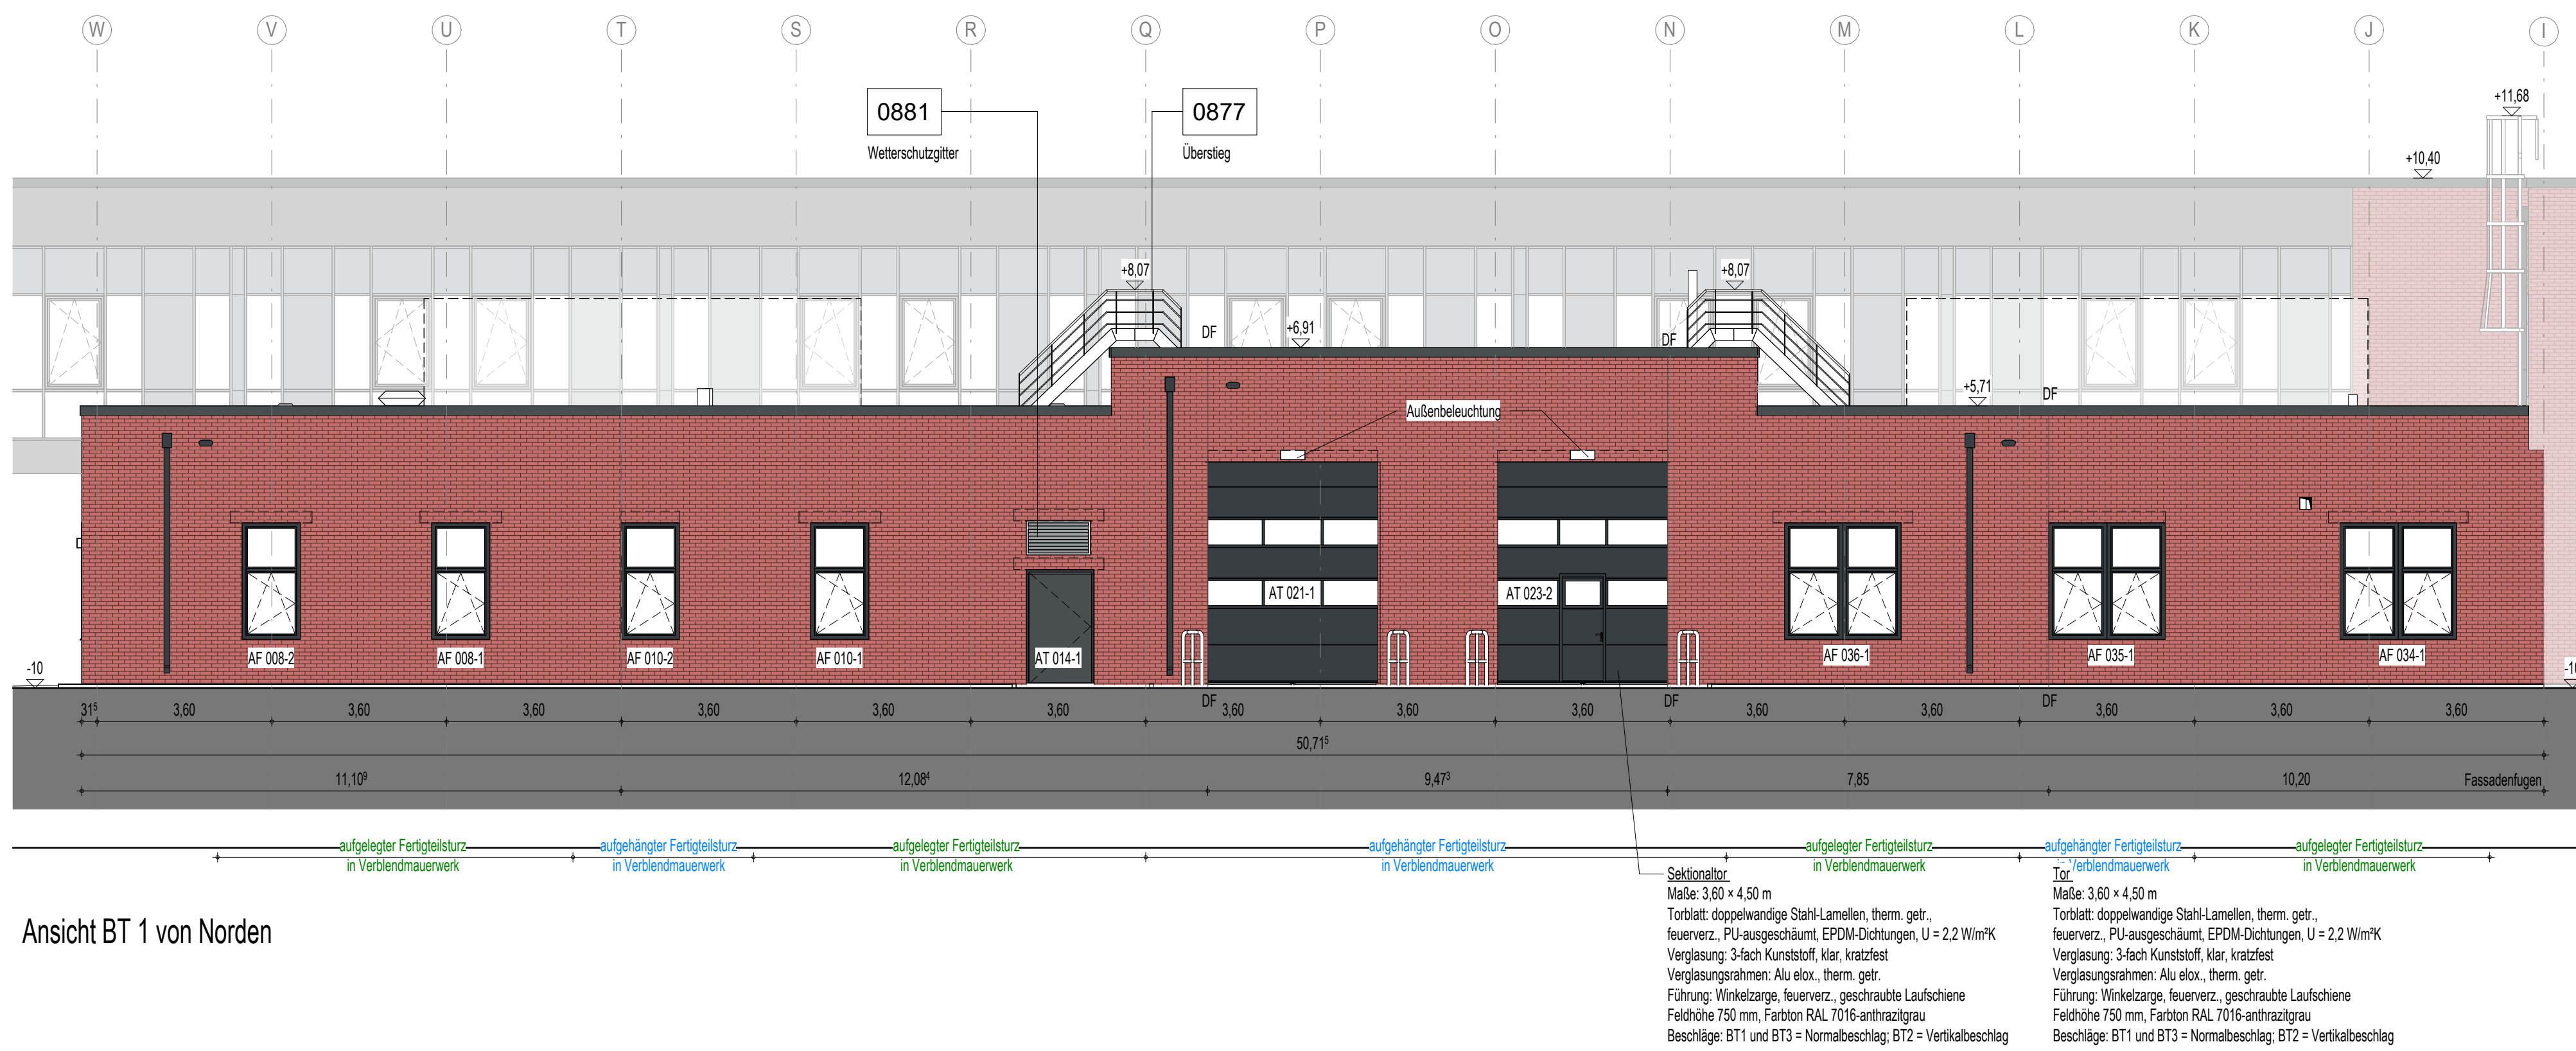 W V U T S R Q P O N M L K J I
+11,68
0881 0877
Wetterschutzgitter Überstieg
+10,40
+8,07 +8,07
DF +6,91 DF
+5,71 DF
Außenbeleuchtung
AT 021-1 AT 023-2
AF 008-2 AF 008-1 AF 010-2 AF 010-1 AT 014-1 AF 036-1 AF 035-1 AF 034-1
-10
DF DF DF
31⁵ 3,60 3,60 3,60 3,60 3,60 3,60 3,60 3,60 3,60 3,60 3,60 3,60 3,60 3,60
50,71⁵
11,10⁹ 12,08⁴ 9,47³ 7,85 10,20 Fassadenfugen
aufgelegter Fertigteilsturz aufgehängter Fertigteilsturz aufgelegter Fertigteilsturz aufgehängter Fertigteilsturz aufgelegter Fertigteilsturz aufgehängter Fertigteilsturz aufgelegter Fertigteilsturz
in Verblendmauerwerk in Verblendmauerwerk in Verblendmauerwerk in Verblendmauerwerk in Verblendmauerwerk in Verblendmauerwerk in Verblendmauerwerk
Ansicht BT 1 von Norden
Sektionaltor
Maße: 3,60 × 4,50 m
Torblatt: doppelwandige Stahl-Lamellen, therm. getr.,
feuerverz., PU-ausgeschäumt, EPDM-Dichtungen, U = 2,2 W/m²K
Verglasung: 3-fach Kunststoff, klar, kratzfest
Verglasungsrahmen: Alu elox., therm. getr.
Führung: Winkelzarge, feuerverz., geschraubte Laufschiene
Feldhöhe 750 mm, Farbton RAL 7016-anthrazitgrau
Beschläge: BT1 und BT3 = Normalbeschlag; BT2 = Vertikalbeschlag
Tor
Maße: 3,60 × 4,50 m
Torblatt: doppelwandige Stahl-Lamellen, therm. getr.,
feuerverz., PU-ausgeschäumt, EPDM-Dichtungen, U = 2,2 W/m²K
Verglasung: 3-fach Kunststoff, klar, kratzfest
Verglasungsrahmen: Alu elox., therm. getr.
Führung: Winkelzarge, feuerverz., geschraubte Laufschiene
Feldhöhe 750 mm, Farbton RAL 7016-anthrazitgrau
Beschläge: BT1 und BT3 = Normalbeschlag; BT2 = Vertikalbeschlag